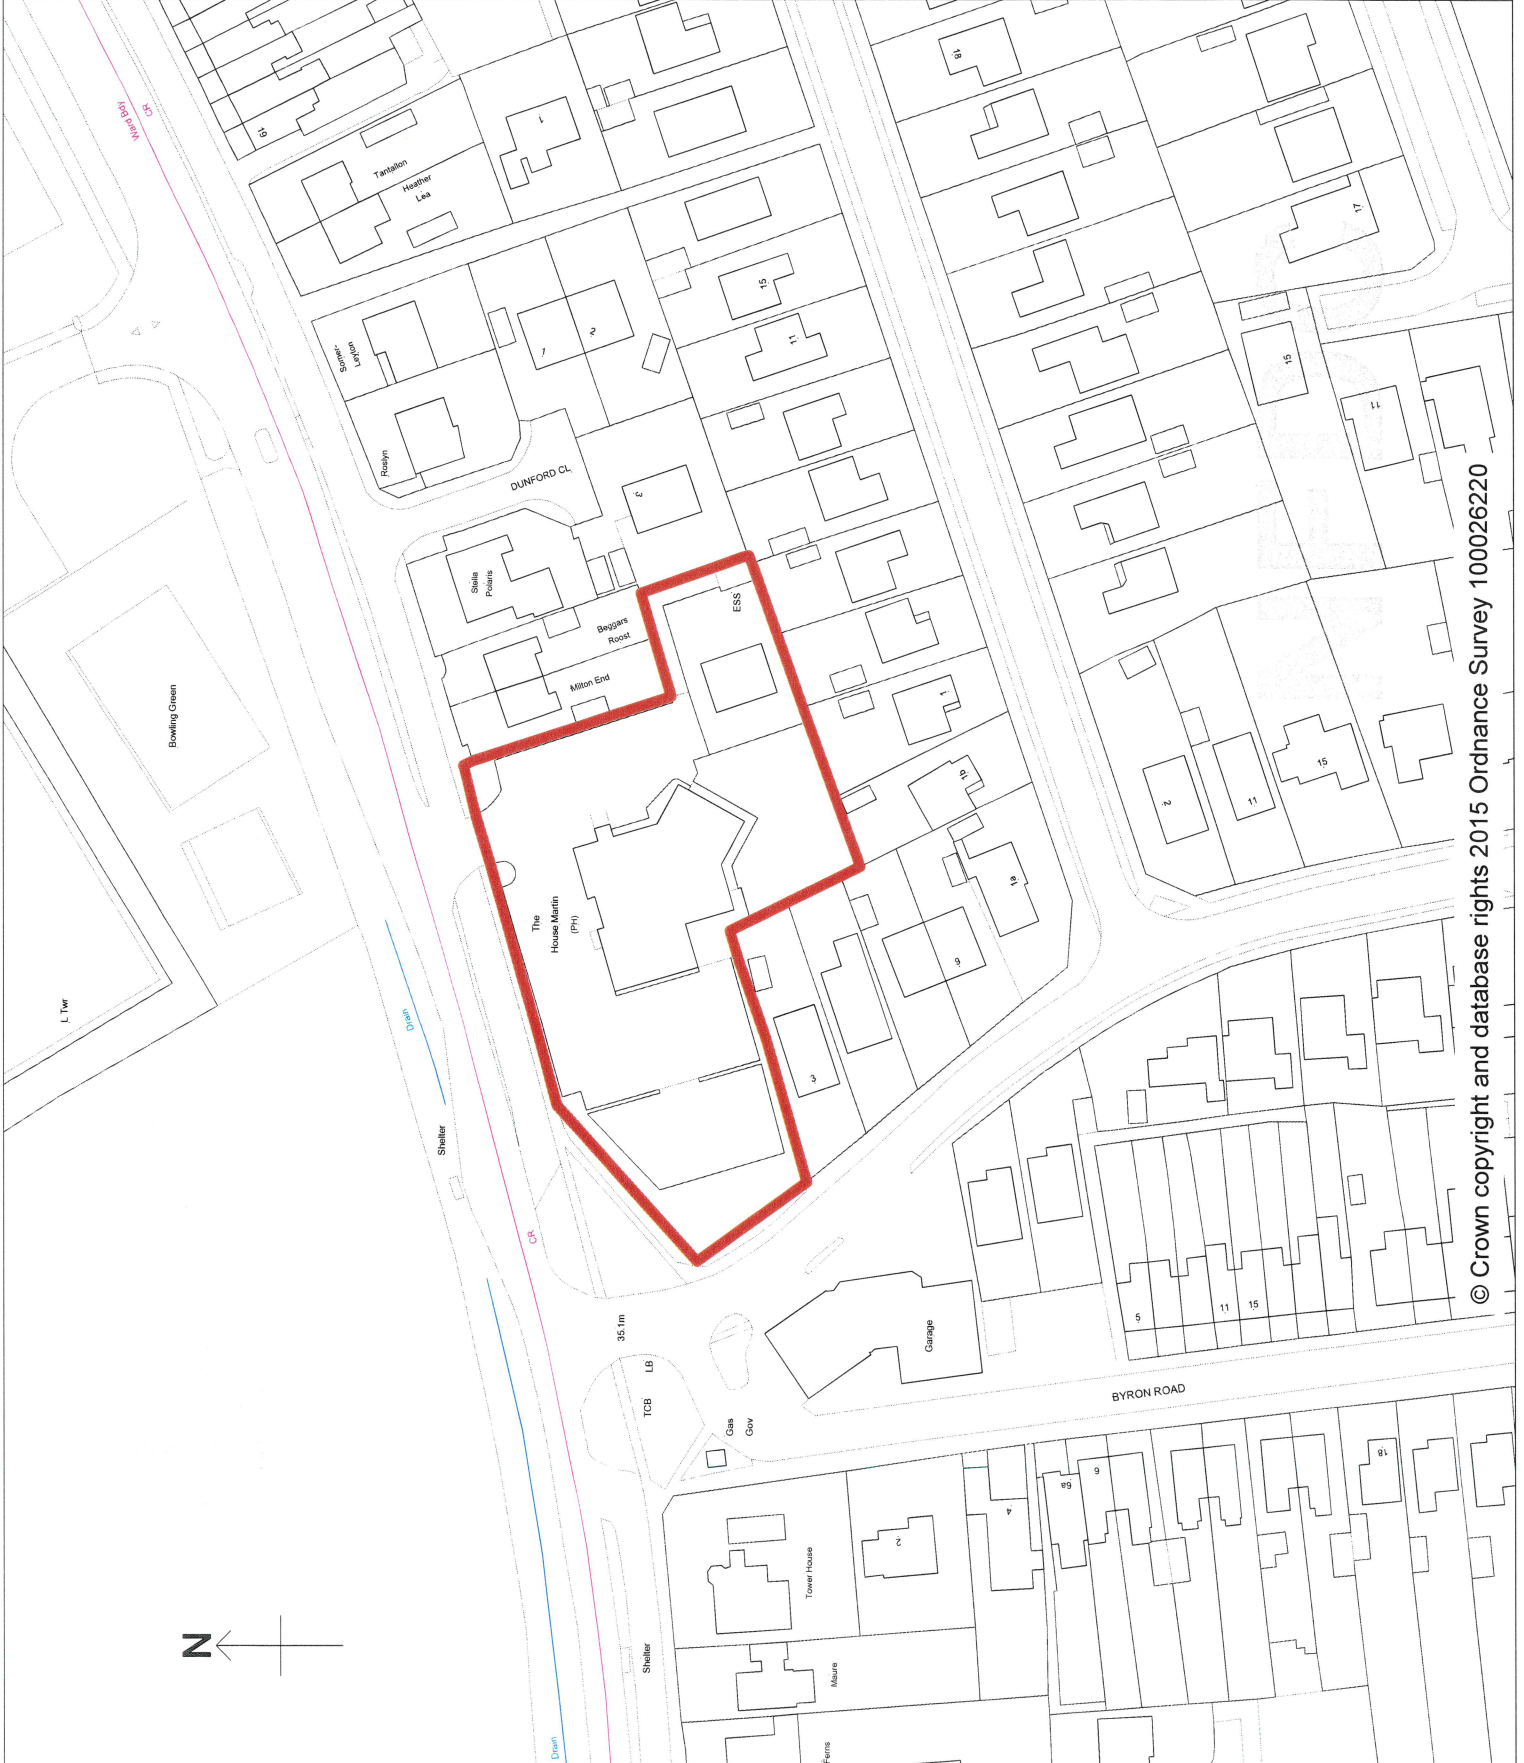 Ward Bdy
CR
19
Tantallon
Heather
Lea
1
18
17
Somer-
Leyton
1
2
15
11
15
11
Roslyn
DUNFORD CL
3
Stella
Polaris
Beggars
Roost
Milton End
ESS
Bowling Green
The
House Martin
(PH)
1
1b
1a
9
3
2
11
15
L Twr
Drain
Shelter
CR
35.1m
LB
TCB
Gas
Gov
Garage
5
11
15
BYRON ROAD
Tower House
2
4
6a
6
18
Shelter
Maure
Ferns
Drain
N
© Crown copyright and database rights 2015 Ordnance Survey 100026220